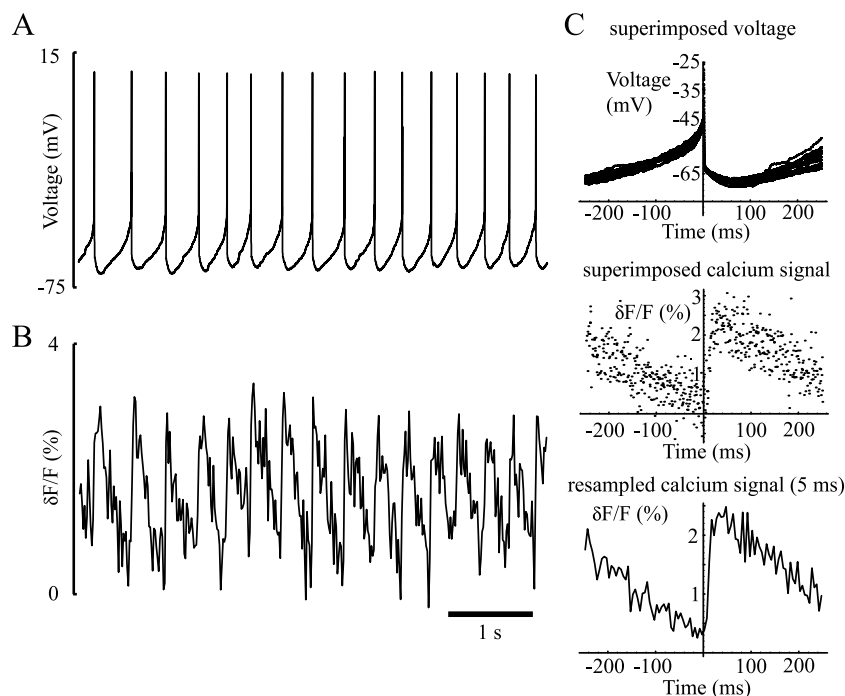 A
15
Voltage (mV)
-75
B
4
δF/F (%)
0
1 s
C
superimposed voltage
Voltage
(mV)
-25
-35
-45
-65
-200 -100 100 200
Time (ms)
superimposed calcium signal
δF/F (%)
3
2
1
-200 -100 100 200
Time (ms)
resampled calcium signal (5 ms)
δF/F (%)
2
1
-200 -100 100 200
Time (ms)